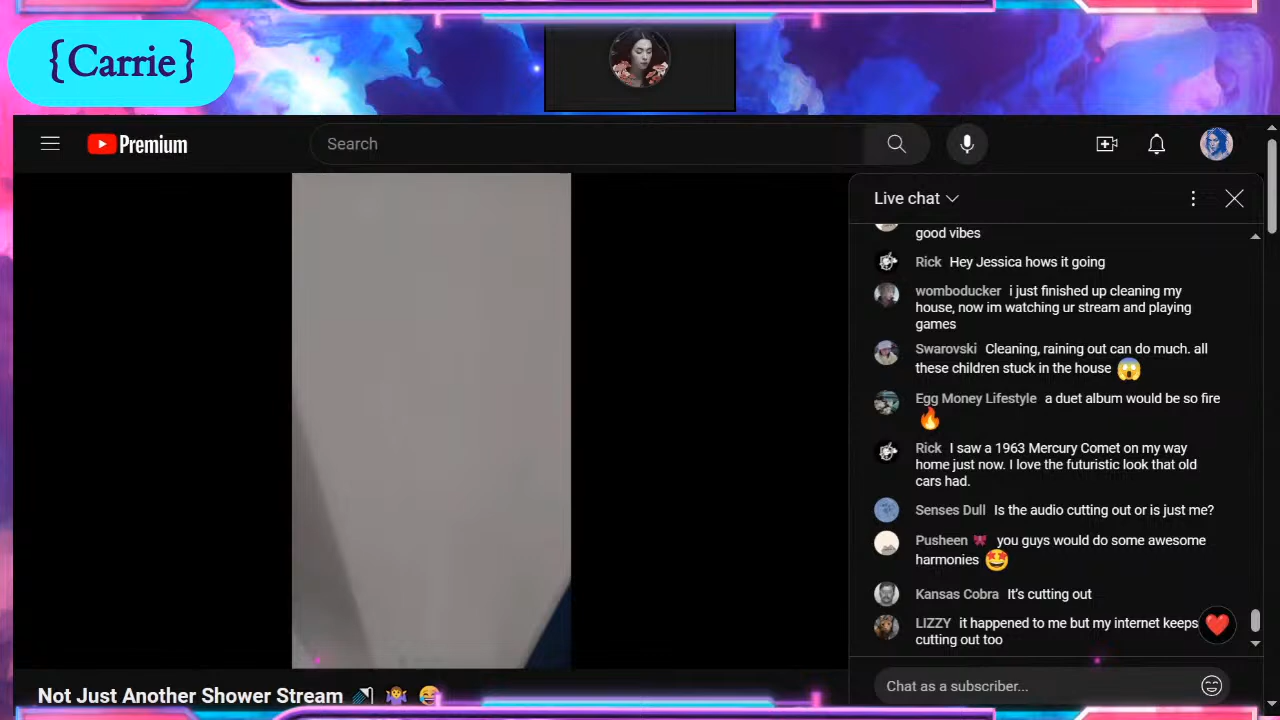 {Carrie}
Premium
Search
Live chat
good vibes
Rick Hey Jessica hows it going
womboducker i just finished up cleaning my
house, now im watching ur stream and playing
games
Swarovski Cleaning, raining out can do much. all
these children stuck in the house 😱
Egg Money Lifestyle a duet album would be so fire
🔥
Rick I saw a 1963 Mercury Comet on my way
home just now. I love the futuristic look that old
cars had.
Senses Dull Is the audio cutting out or is just me?
Pusheen 🎀 you guys would do some awesome
harmonies 🤩
Kansas Cobra It's cutting out
LIZZY it happened to me but my internet keeps
cutting out too
Chat as a subscriber...
Not Just Another Shower Stream 🚿 🤷‍♀️ 😂